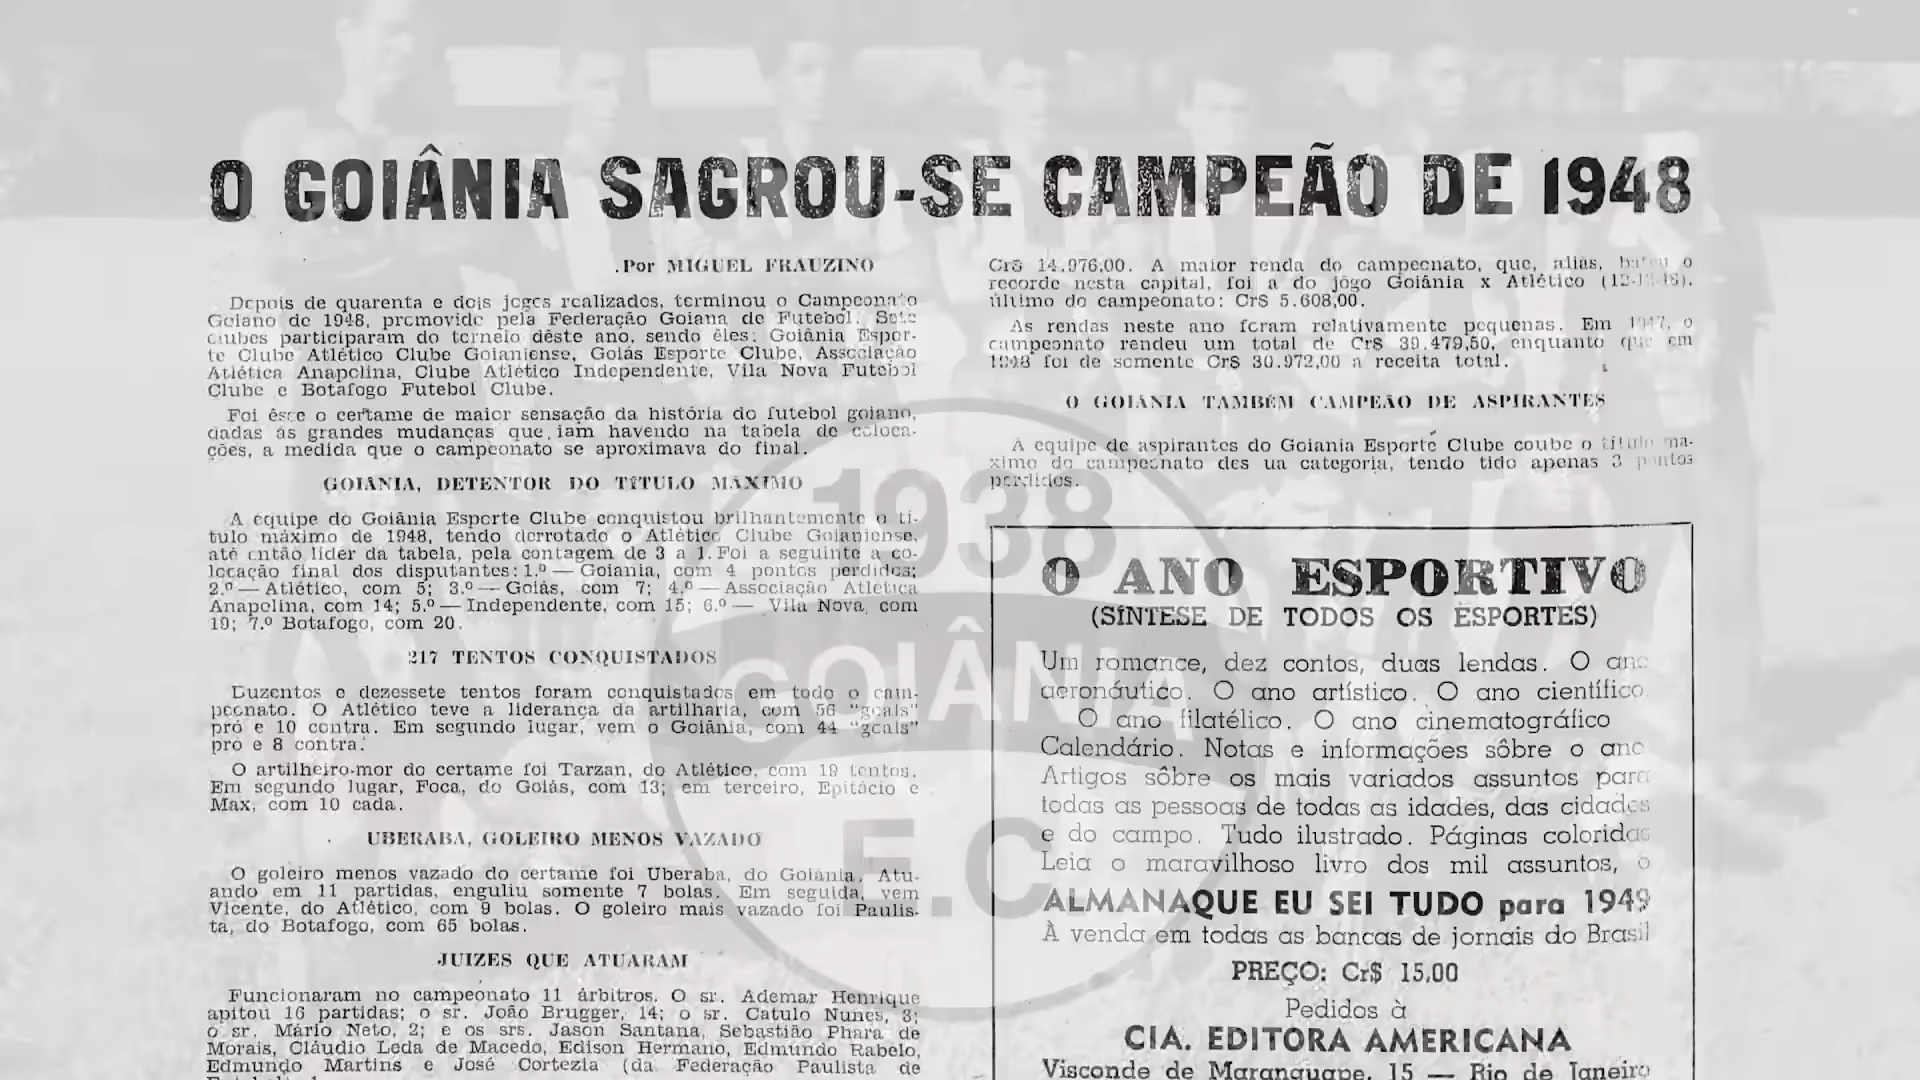 O GOIÂNIA SAGROU-SE CAMPEÃO DE 1948
Por MIGUEL FRAUZINO
Depois de quarenta e dois jogos realizados, terminou o Campeonato
Goiano de 1948, promovido pela Federação Goiana de Futebol. Sete
clubes participaram do torneio dêste ano, sendo êles: Goiânia Espor-
te Clube Atlético Clube Goianiense, Goiás Esporte Clube, Associação
Atlética Anapolina, Clube Atlético Independente, Vila Nova Futebol
Clube e Botafogo Futebol Clube.
Foi êsse o certame de maior sensação da história do futebol goiano,
dadas as grandes mudanças que iam havendo na tabela de coloca-
ções, a medida que o campeonato se aproximava do final.
GOIÂNIA, DETENTOR DO TÍTULO MÁXIMO
A equipe do Goiânia Esporte Clube conquistou brilhantemente o tí-
tulo máximo de 1948, tendo derrotado o Atlético Clube Goianiense,
até então líder da tabela, pela contagem de 3 a 1. Foi a seguinte a co-
locação final dos disputantes: 1.º — Goiania, com 4 pontos perdidos;
2.º — Atlético, com 5; 3.º — Goiás, com 7; 4.º — Associação Atlética
Anapolina, com 14; 5.º — Independente, com 15; 6.º — Vila Nova, com
19; 7.º Botafogo, com 20.
217 TENTOS CONQUISTADOS
Duzentos e dezessete tentos foram conquistados em todo o cam-
peonato. O Atlético teve a liderança da artilharia, com 56 "goals"
pró e 10 contra. Em segundo lugar, vem o Goiânia, com 44 "goals"
pró e 8 contra.
O artilheiro-mor do certame foi Tarzan, do Atlético, com 19 tentos.
Em segundo lugar, Foca, do Goiás, com 13; em terceiro, Epitácio e
Max, com 10 cada.
UBERABA, GOLEIRO MENOS VAZADO
O goleiro menos vazado do certame foi Uberaba, do Goiânia. Atu-
ando em 11 partidas, enguliu somente 7 bolas. Em seguida, vem
Vicente, do Atlético, com 9 bolas. O goleiro mais vazado foi Paulis-
ta, do Botafogo, com 65 bolas.
JUIZES QUE ATUARAM
Funcionaram no campeonato 11 árbitros. O sr. Ademar Henrique
apitou 16 partidas; o sr. João Brugger, 14; o sr. Catulo Nunes, 3;
o sr. Mário Neto, 2; e os srs. Jason Santana, Sebastião Phara de
Morais, Cláudio Leda de Macedo, Edison Hermano, Edmundo Rabelo,
Edmundo Martins e José Cortezia (da Federação Paulista de
Cr$ 14.976,00. A maior renda do campeonato, que, aliás, bateu o
recorde nesta capital, foi a do jôgo Goiânia x Atlético
último do campeonato: Cr$ 5.608,00.
As rendas neste ano foram relativamente pequenas. Em 1947, o
campeonato rendeu um total de Cr$ 39.479,50, enquanto que em
1948 foi de somente Cr$ 30.972,00 a receita total.
O GOIÂNIA TAMBÉM CAMPEÃO DE ASPIRANTES
A equipe de aspirantes do Goiania Esporte Clube coube o título má-
ximo do campeonato des ua categoria, tendo tido apenas 3 pontos
perdidos.
O ANO ESPORTIVO
(SÍNTESE DE TODOS OS ESPORTES)
Um romance, dez contos, duas lendas. O ano
aeronáutico. O ano artístico. O ano científico
O ano filatélico. O ano cinematográfico
Calendário. Notas e informações sôbre o ano
Artigos sôbre os mais variados assuntos para
todas as pessoas de todas as idades, das cidades
e do campo. Tudo ilustrado. Páginas coloridas
Leia o maravilhoso livro dos mil assuntos, o
ALMANAQUE EU SEI TUDO para 1949
À venda em todas as bancas de jornais do Brasil
PREÇO: Cr$ 15,00
Pedidos à
CIA. EDITORA AMERICANA
Visconde de Maranguape, 15 — Rio de Janeiro
1938
GOIÂNIA
E.C